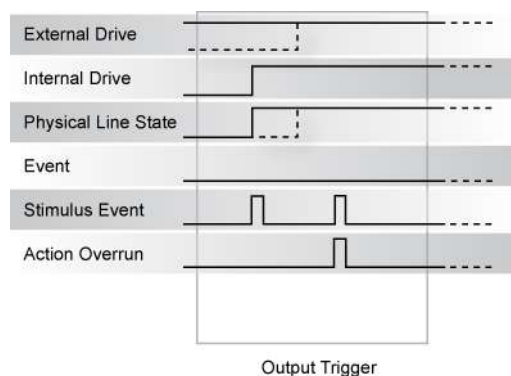 External Drive
Internal Drive
Physical Line State
Event
Stimulus Event
Action Overrun
Output Trigger